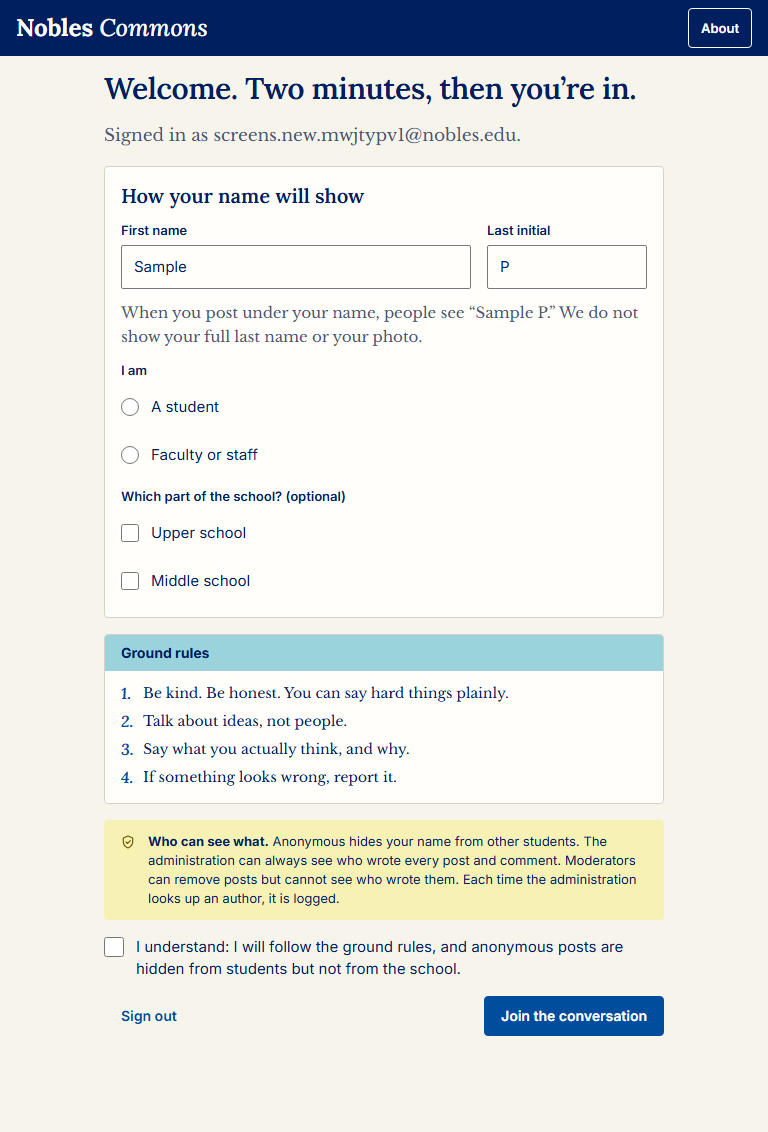 Nobles Commons
About
Welcome. Two minutes, then you’re in.
Signed in as screens.new.mwjtypv1@nobles.edu.
How your name will show
First name
Last initial
Sample
P
When you post under your name, people see “Sample P.” We do not
show your full last name or your photo.
I am
A student
Faculty or staff
Which part of the school? (optional)
Upper school
Middle school
Ground rules
1. Be kind. Be honest. You can say hard things plainly.
2. Talk about ideas, not people.
3. Say what you actually think, and why.
4. If something looks wrong, report it.
Who can see what. Anonymous hides your name from other students. The
administration can always see who wrote every post and comment. Moderators
can remove posts but cannot see who wrote them. Each time the administration
looks up an author, it is logged.
I understand: I will follow the ground rules, and anonymous posts are
hidden from students but not from the school.
Sign out
Join the conversation